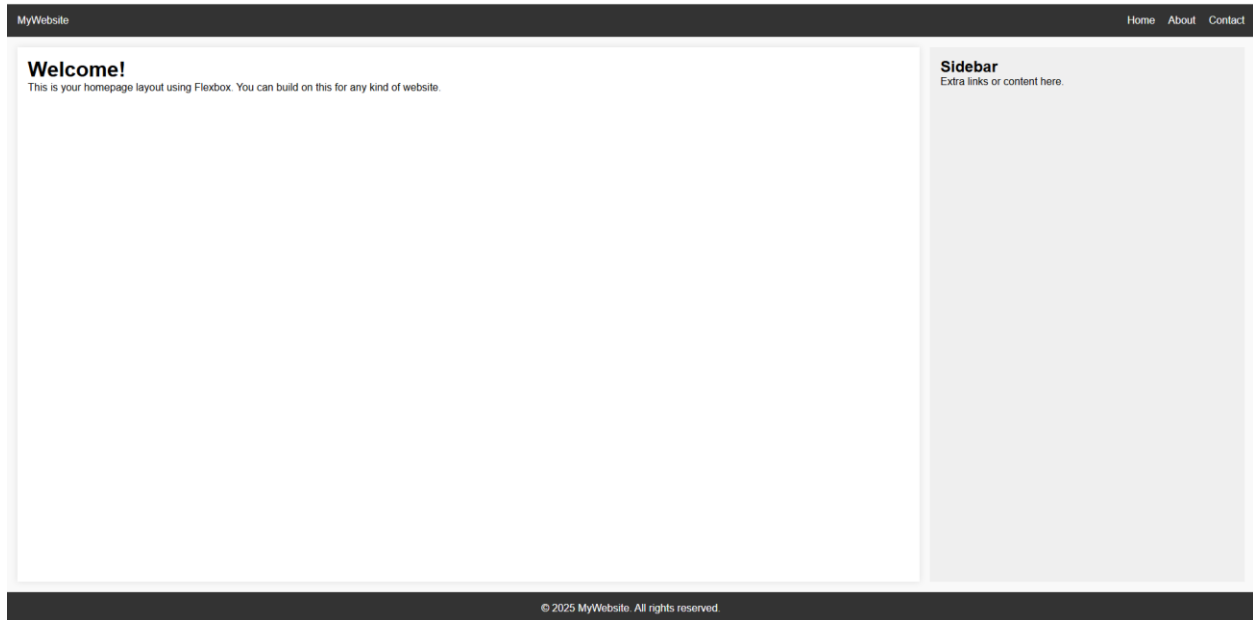 MyWebsite
Home About Contact
Welcome!
This is your homepage layout using Flexbox. You can build on this for any kind of website.
Sidebar
Extra links or content here.
© 2025 MyWebsite. All rights reserved.